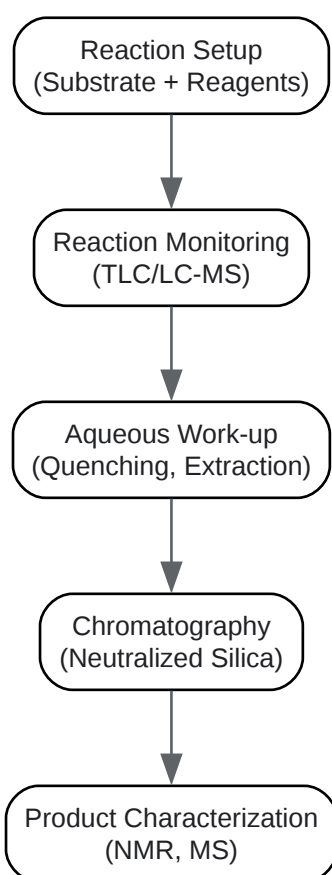 Reaction Setup
(Substrate + Reagents)
Reaction Monitoring
(TLC/LC-MS)
Aqueous Work-up
(Quenching, Extraction)
Chromatography
(Neutralized Silica)
Product Characterization
(NMR, MS)